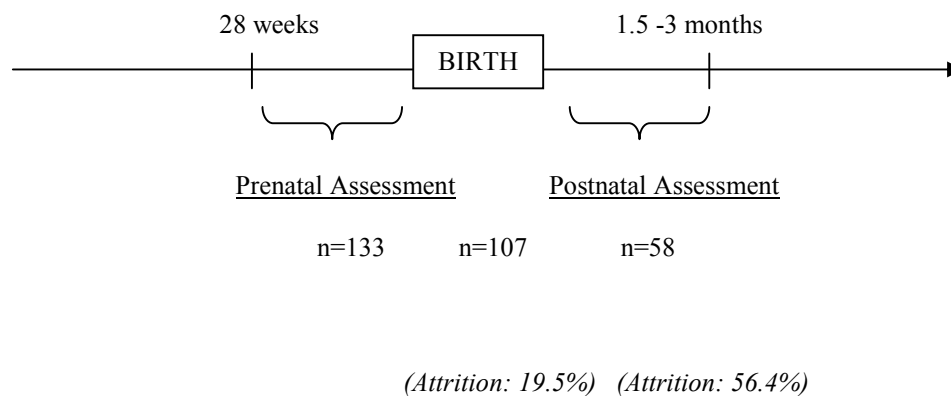 28 weeks 1.5 -3 months
BIRTH
Prenatal Assessment Postnatal Assessment
n=133 n=107 n=58
(Attrition: 19.5%) (Attrition: 56.4%)